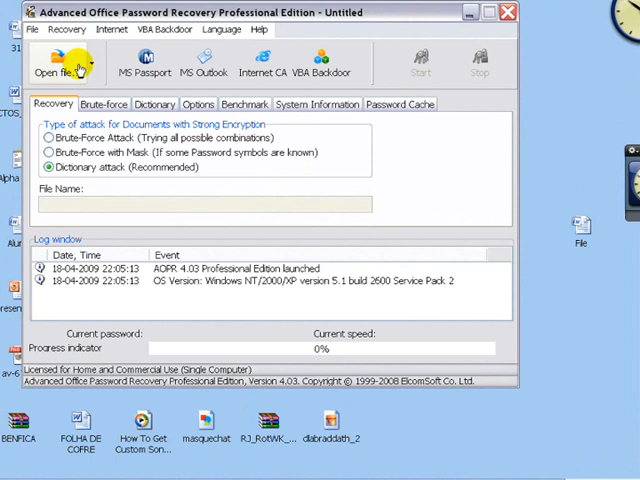 Advanced Office Password Recovery Professional Edition - Untitled
File Recovery Internet VBA Backdoor Language Help
Open file... MS Passport MS Outlook Internet CA VBA Backdoor Start Stop
Recovery Brute-force Dictionary Options Benchmark System Information Password Cache
Type of attack for Documents with Strong Encryption
Brute-Force Attack (Trying all possible combinations)
Brute-Force with Mask (If some Password symbols are known)
Dictionary attack (Recommended)
File Name:
Log window
Date, Time Event
18-04-2009 22:05:13 AOPR 4.03 Professional Edition launched
18-04-2009 22:05:13 OS Version: Windows NT/2000/XP version 5.1 build 2600 Service Pack 2
Current password: Current speed:
Progress indicator 0%
Licensed for Home and Commercial Use (Single Computer)
Advanced Office Password Recovery Professional Edition, Version 4.03. Copyright © 1999-2008 ElcomSoft Co. Ltd.
31
CTOS_
Alpha
Alur
presen
av-6
File
BENFICA
FOLHA DE COFRE
How To Get Custom Son...
masquechat
RJ_RotWK_...
dlabraddath_2